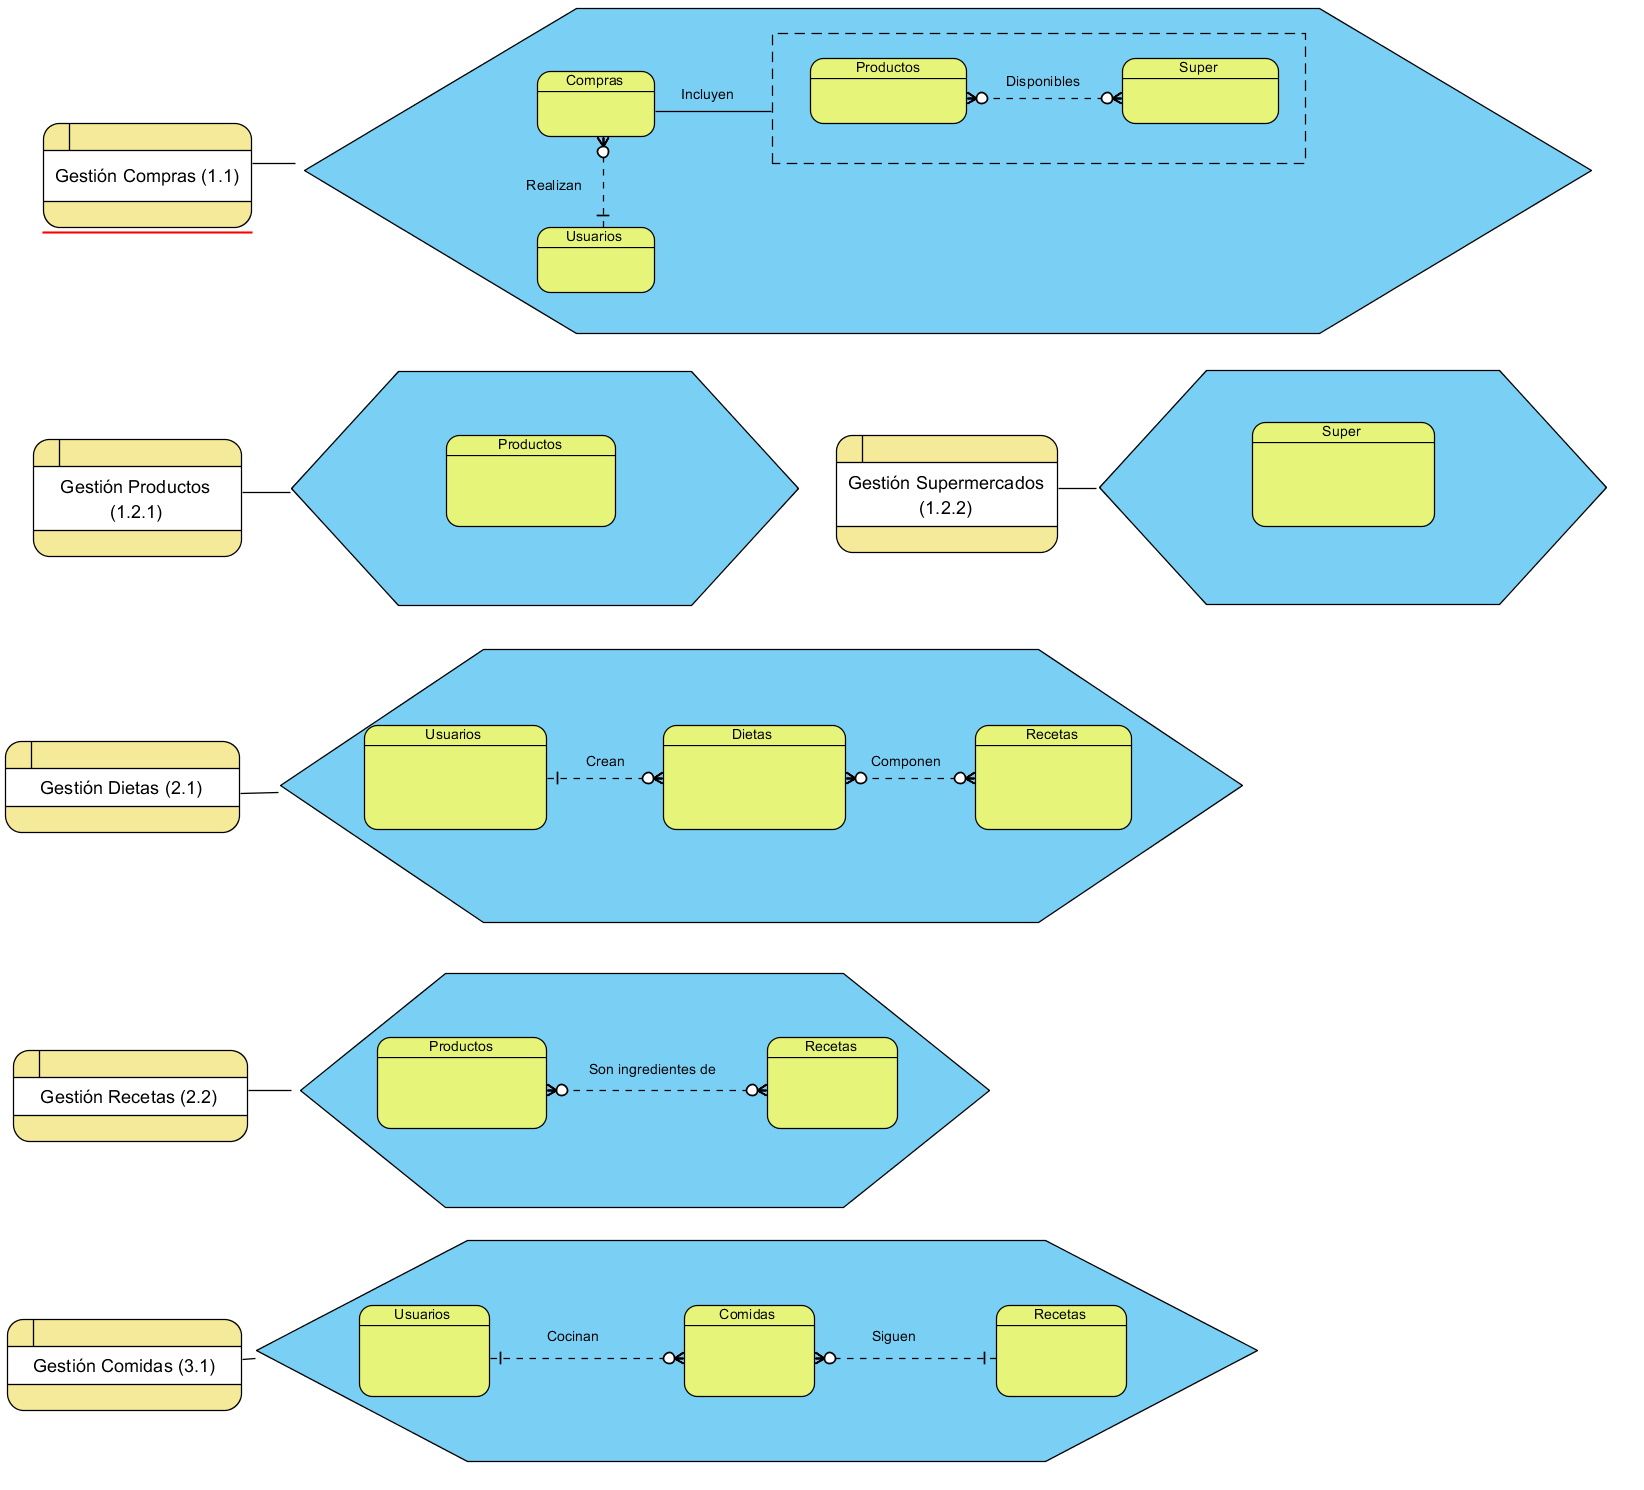 Compras
Incluyen
Productos
Disponibles
Super
Gestión Compras (1.1)
Realizan
Usuarios
Gestión Productos
(1.2.1)
Productos
Gestión Supermercados
(1.2.2)
Super
Gestión Dietas (2.1)
Usuarios
Crean
Dietas
Componen
Recetas
Gestión Recetas (2.2)
Productos
Son ingredientes de
Recetas
Gestión Comidas (3.1)
Usuarios
Cocinan
Comidas
Siguen
Recetas